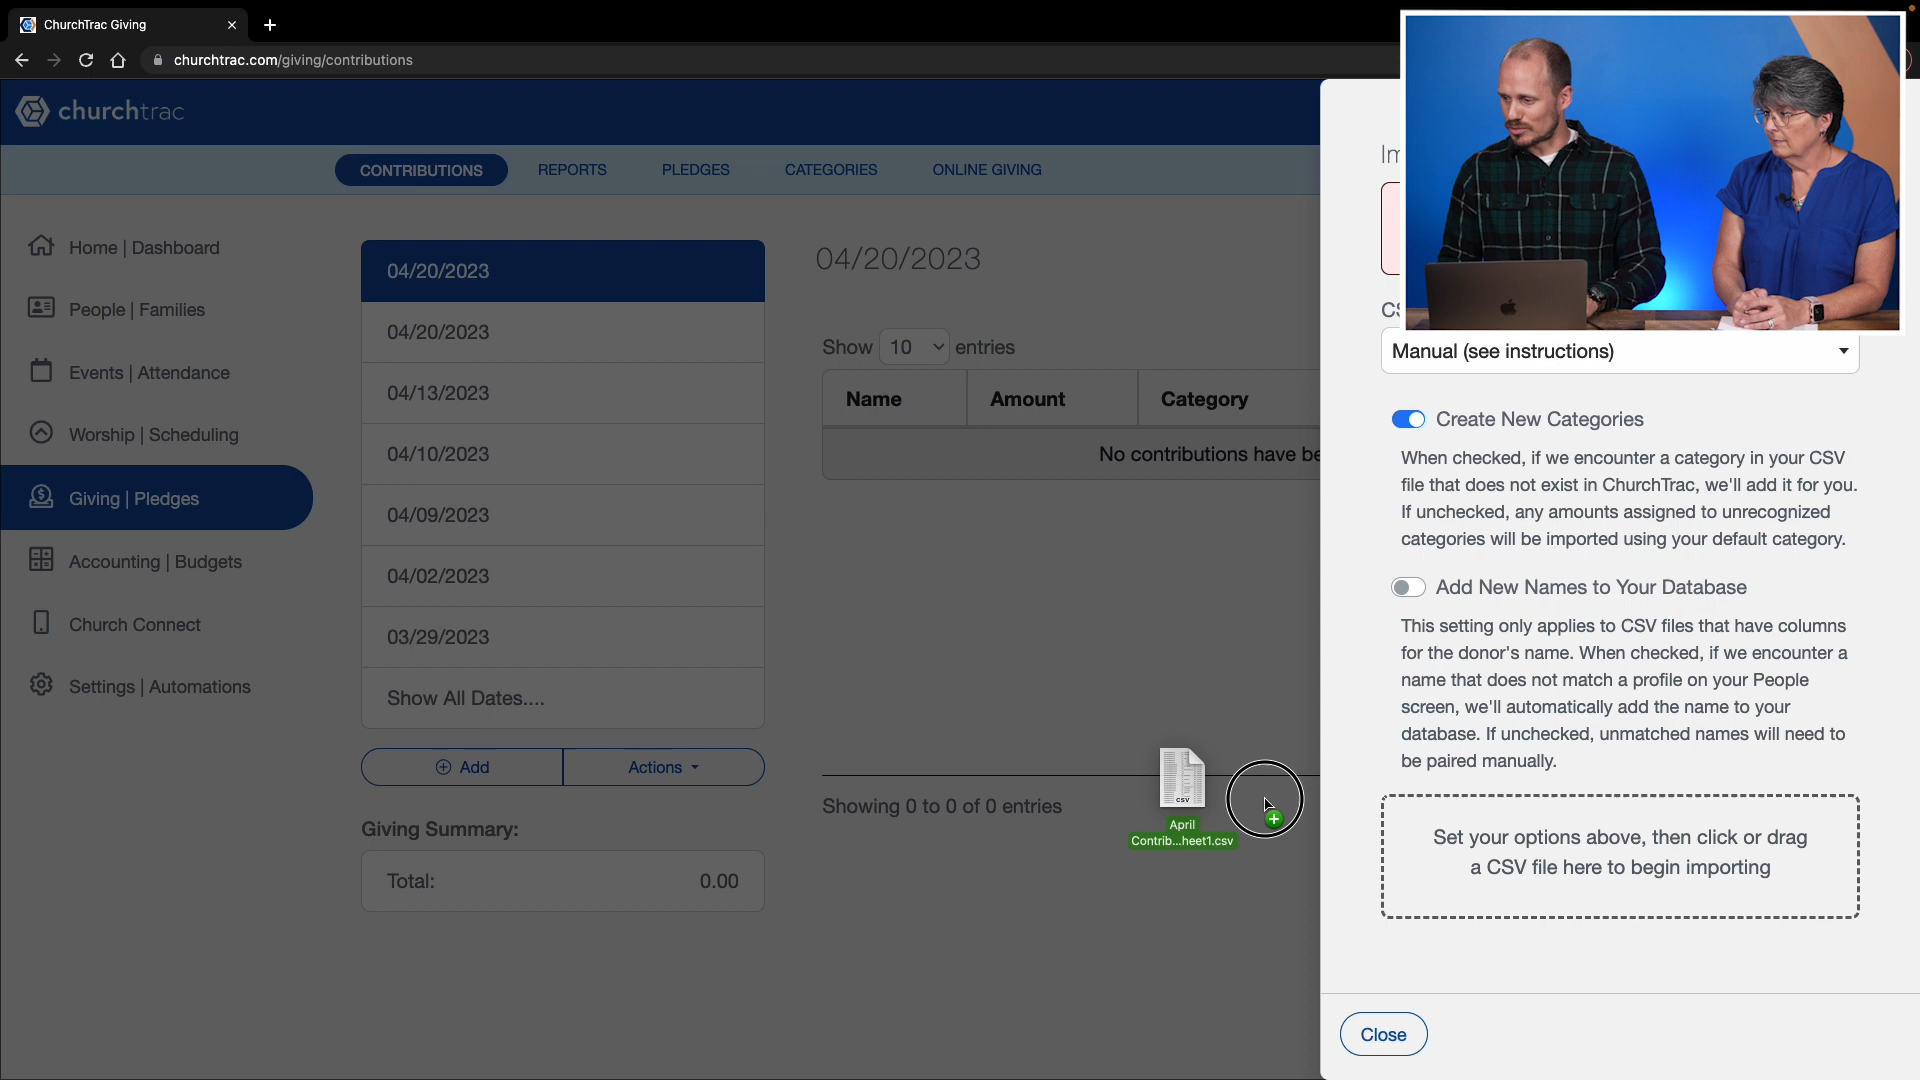 ChurchTrac Giving
churchtrac.com/giving/contributions
churchtrac
CONTRIBUTIONS
REPORTS
PLEDGES
CATEGORIES
ONLINE GIVING
Home | Dashboard
People | Families
Events | Attendance
Worship | Scheduling
Giving | Pledges
Accounting | Budgets
Church Connect
Settings | Automations
04/20/2023
04/20/2023
04/13/2023
04/10/2023
04/09/2023
04/02/2023
03/29/2023
Show All Dates....
Add
Actions
Giving Summary:
Total: 0.00
04/20/2023
Show 10 entries
Name Amount Category
No contributions have be
Showing 0 to 0 of 0 entries
csv
April
Contrib...heet1.csv
Im
CS
Manual (see instructions)
Create New Categories
When checked, if we encounter a category in your CSV
file that does not exist in ChurchTrac, we'll add it for you.
If unchecked, any amounts assigned to unrecognized
categories will be imported using your default category.
Add New Names to Your Database
This setting only applies to CSV files that have columns
for the donor's name. When checked, if we encounter a
name that does not match a profile on your People
screen, we'll automatically add the name to your
database. If unchecked, unmatched names will need to
be paired manually.
Set your options above, then click or drag
a CSV file here to begin importing
Close